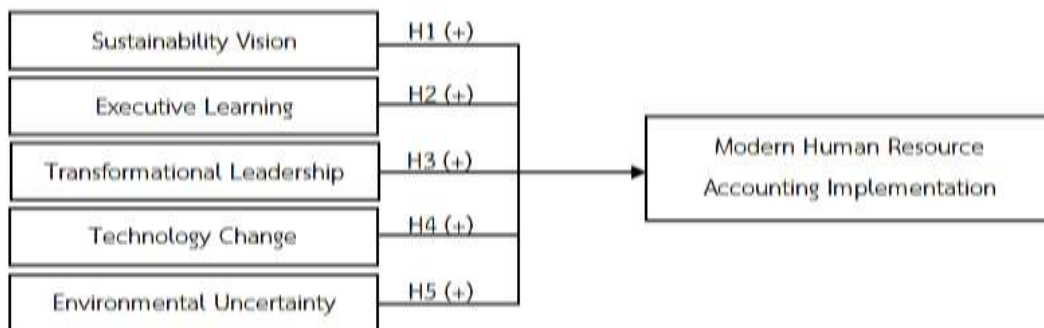 Sustainability Vision
H1 (+)
Executive Learning
H2 (+)
Transformational Leadership
H3 (+)
Technology Change
H4 (+)
Environmental Uncertainty
H5 (+)
Modern Human Resource
Accounting Implementation